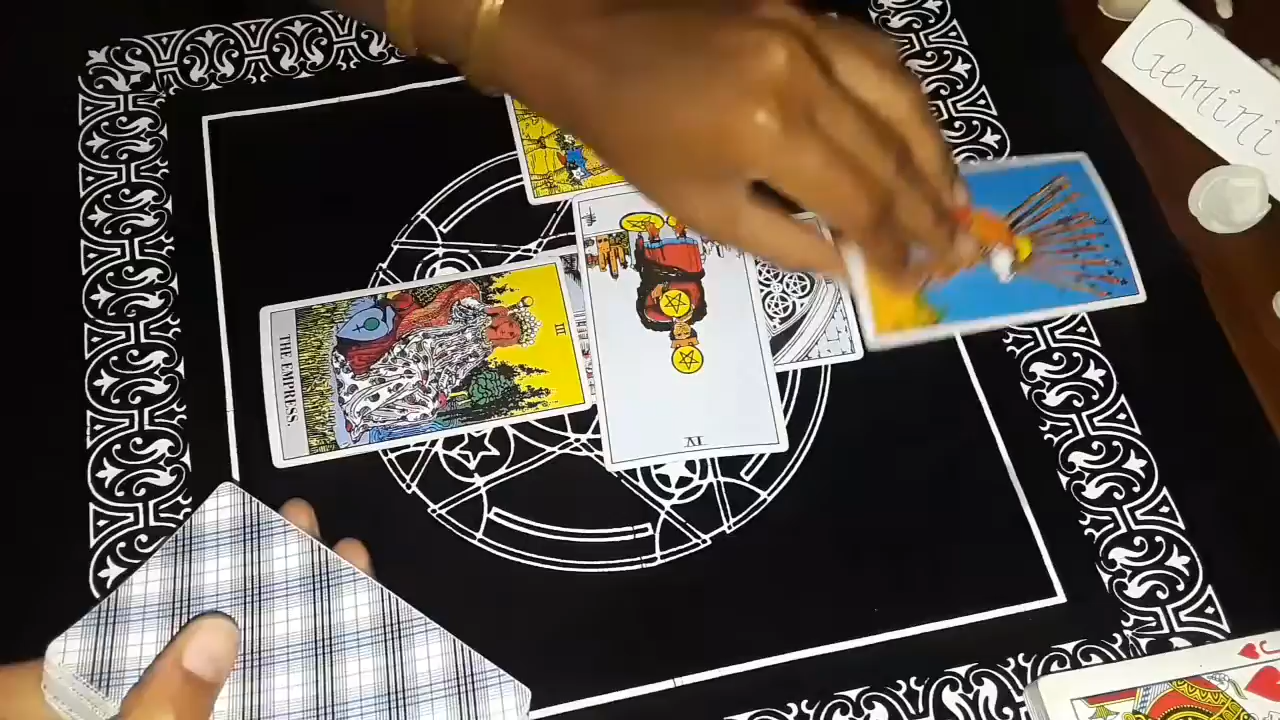 Gemini
III
THE EMPRESS.
IV
J